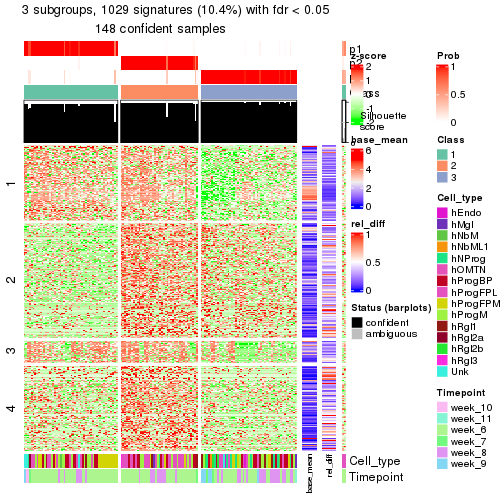 3 subgroups, 1029 signatures (10.4%) with fdr < 0.05
148 confident samples
p1
z-score
2
1
0
−1
−2
Silhouette
score
base_mean
6
4
2
0
rel_diff
1
0.5
0
Status (barplots)
confident
ambiguous
Prob
1
0.5
0
Class
1
2
3
Cell_type
hEndo
hMgl
hNbM
hNbML1
hNProg
hOMTN
hProgBP
hProgFPL
hProgFPM
hProgM
hRgl1
hRgl2a
hRgl2b
hRgl3
Unk
Timepoint
week_10
week_11
week_6
week_7
week_8
week_9
1
2
3
4
Cell_type
Timepoint
base_mean
rel_diff